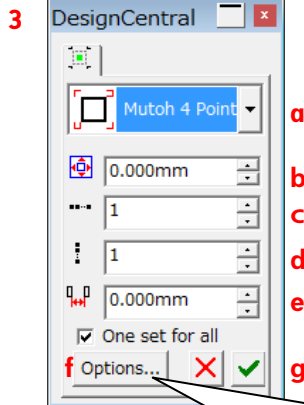 3 DesignCentral x
Mutoh 4 Point a
0.000mm b
1 c
1 d
0.000mm e
One set for all
f Options... g